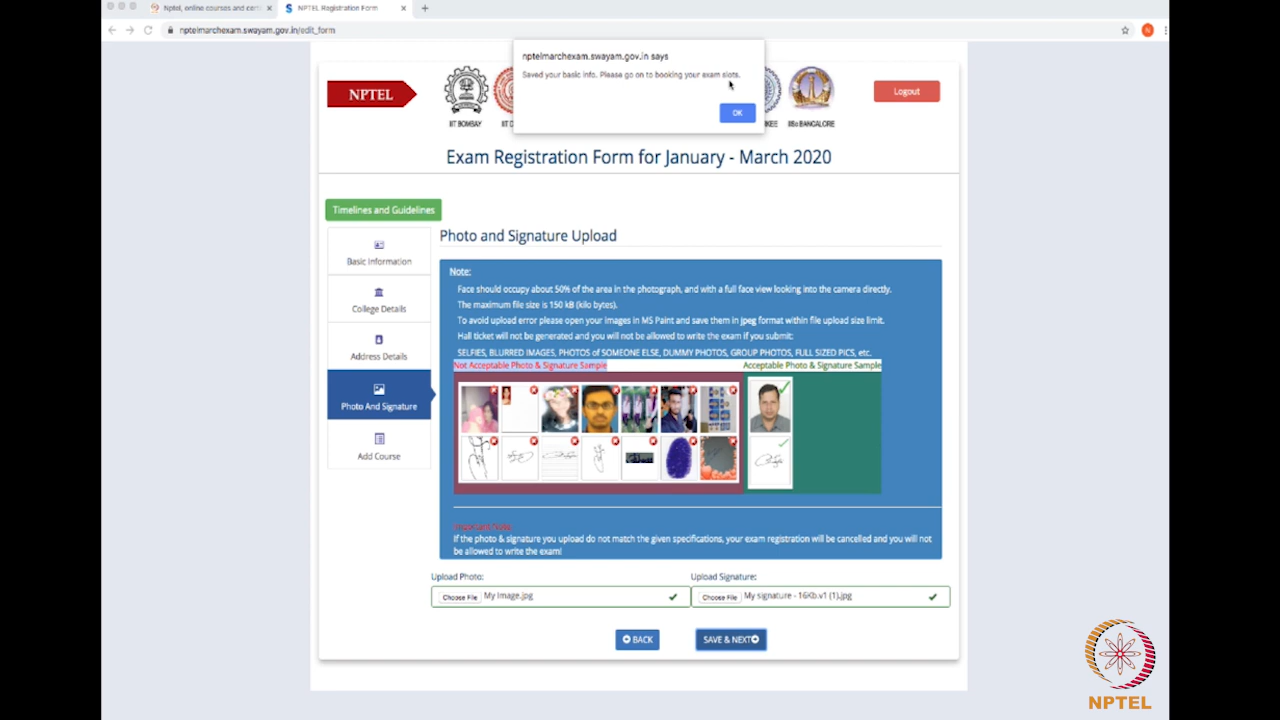 Nptel, online courses and cert
NPTEL Registration Form
nptelmarchexam.swayam.gov.in/edit_form
N
nptelmarchexam.swayam.gov.in says
Saved your basic info. Please go on to booking your exam slots.
OK
NPTEL
IIT BOMBAY
IISc BANGALORE
Logout
Exam Registration Form for January - March 2020
Timelines and Guidelines
Basic Information
College Details
Address Details
Photo And Signature
Add Course
Photo and Signature Upload
Note:
Face should occupy about 50% of the area in the photograph, and with a full face view looking into the camera directly.
The maximum file size is 150 kB (kilo bytes).
To avoid upload error please open your images in MS Paint and save them in jpeg format within file upload size limit.
Hall ticket will not be generated and you will not be allowed to write the exam if you submit:
SELFIES, BLURRED IMAGES, PHOTOS of SOMEONE ELSE, DUMMY PHOTOS, GROUP PHOTOS, FULL SIZED PICS, etc.
Not Acceptable Photo & Signature Sample
Acceptable Photo & Signature Sample
If the photo & signature you upload do not match the given specifications, your exam registration will be cancelled and you will not
be allowed to write the exam!
Upload Photo:
Upload Signature:
Choose File My Image.jpg
Choose File My signature - 16Kb.v1 (1).jpg
BACK
SAVE & NEXT
NPTEL